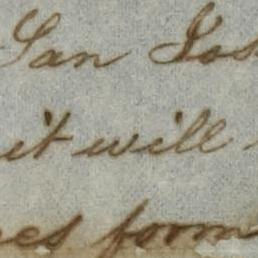 San Jos
it will
es form